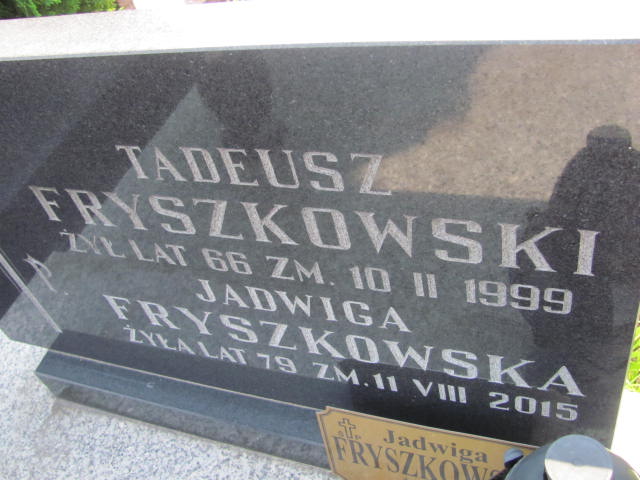 TADEUSZ
FRYSZKOWSKI
ŻYŁ LAT 66 ZM. 10 II 1999
JADWIGA
FRYSZKOWSKA
ŻYŁA LAT 79 ZM. 11 VIII 2015
Ś P
Jadwiga
FRYSZKOWS